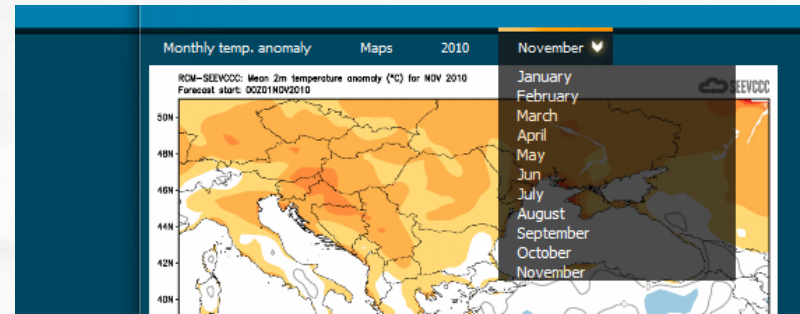 Monthly temp. anomaly Maps 2010 November
RCM-SEEVCCC: Mean 2m temperature anomaly (°C) for NOV 2010
Forecast start: 00Z01NOV2010
SEEVCCC
January
February
March
April
May
Jun
July
August
September
October
November
50N
48N
46N
44N
42N
40N